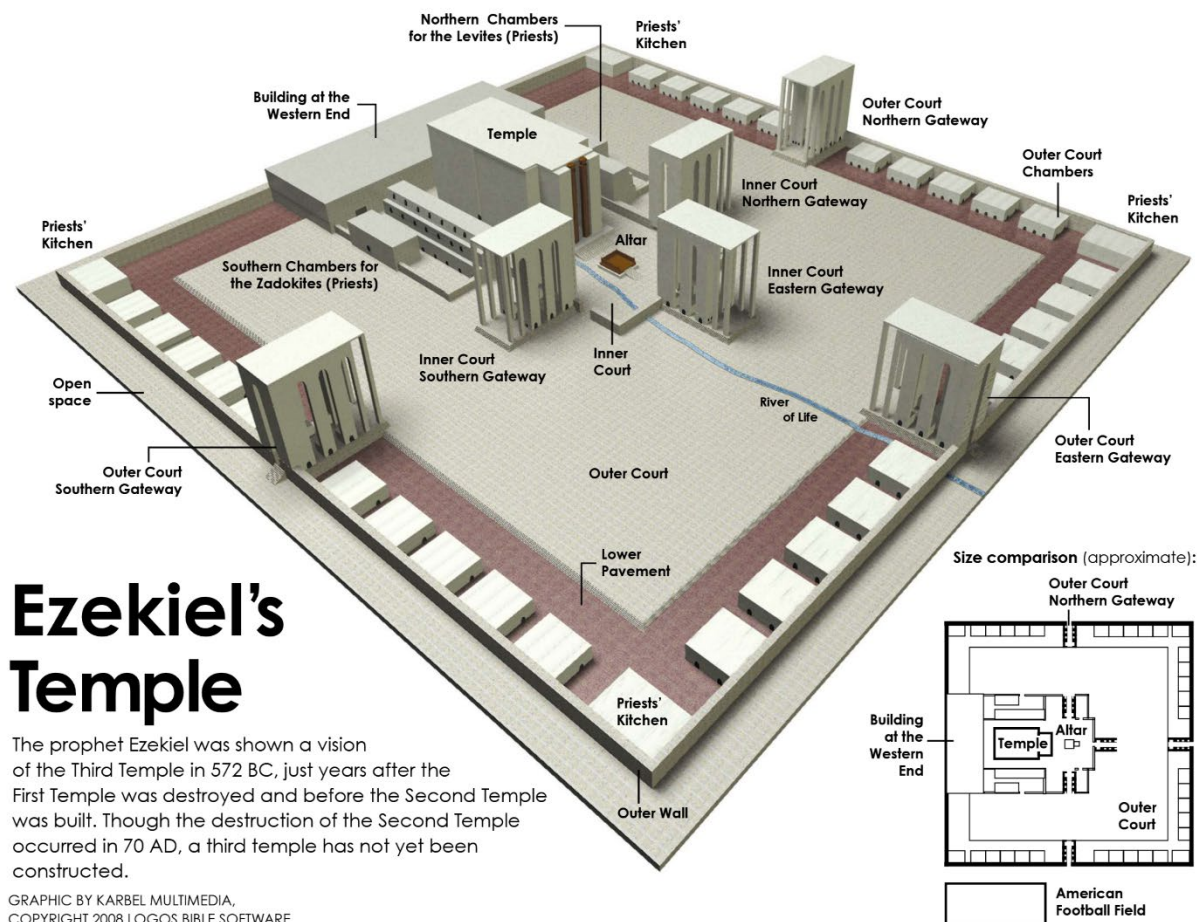 Northern Chambers
for the Levites (Priests)
Priests'
Kitchen
Building at the
Western End
Temple
Outer Court
Northern Gateway
Outer Court
Chambers
Inner Court
Northern Gateway
Priests'
Kitchen
Priests'
Kitchen
Altar
Southern Chambers for
the Zadokites (Priests)
Inner Court
Eastern Gateway
Inner Court
Southern Gateway
Inner
Court
Open
space
River
of Life
Outer Court
Eastern Gateway
Outer Court
Southern Gateway
Outer Court
Lower
Pavement
Priests'
Kitchen
Outer Wall
Ezekiel's
Temple
The prophet Ezekiel was shown a vision
of the Third Temple in 572 BC, just years after the
First Temple was destroyed and before the Second Temple
was built. Though the destruction of the Second Temple
occurred in 70 AD, a third temple has not yet been
constructed.
GRAPHIC BY KARBEL MULTIMEDIA,
COPYRIGHT 2008 LOGOS BIBLE SOFTWARE
Size comparison (approximate):
Outer Court
Northern Gateway
Building
at the
Western
End
Temple
Altar
Outer
Court
American
Football Field